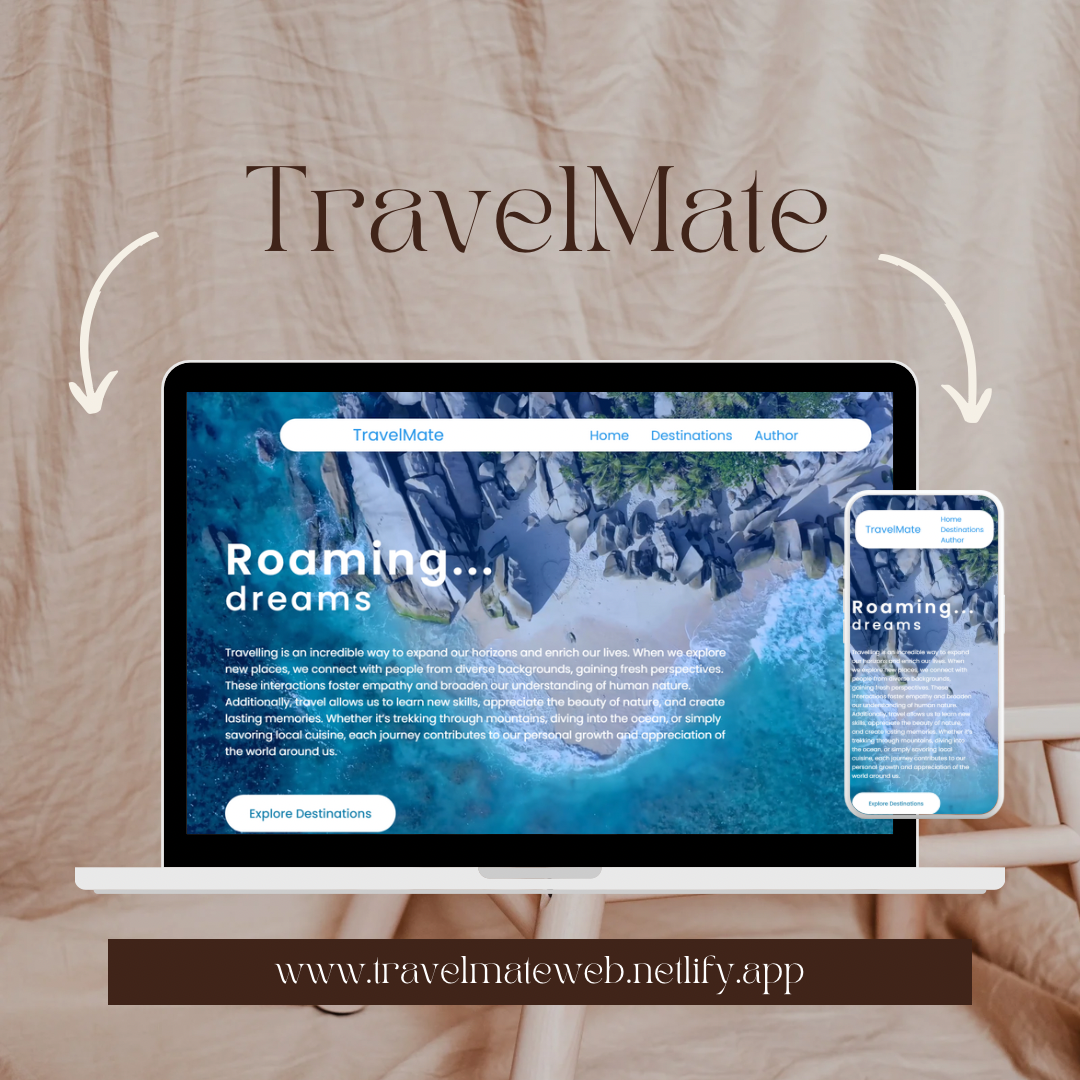 TravelMate
TravelMate
Home Destinations Author
Roaming...
dreams
Travelling is an incredible way to expand our horizons and enrich our lives. When we explore
new places, we connect with people from diverse backgrounds, gaining fresh perspectives.
These interactions foster empathy and broaden our understanding of human nature.
Additionally, travel allows us to learn new skills, appreciate the beauty of nature, and create
lasting memories. Whether it's trekking through mountains, diving into the ocean, or simply
savoring local cuisine, each journey contributes to our personal growth and appreciation of
the world around us.
Explore Destinations
TravelMate
Home
Destinations
Author
Roaming...
dreams
Travelling is an incredible way to expand
our horizons and enrich our lives. When
we explore new places, we connect with
people from diverse backgrounds,
gaining fresh perspectives. These
interactions foster empathy and broaden
our understanding of human nature.
Additionally, travel allows us to learn new
skills, appreciate the beauty of nature,
and create lasting memories. Whether it's
trekking through mountains, diving into
the ocean, or simply savoring local
cuisine, each journey contributes to our
personal growth and appreciation of the
world around us.
Explore Destinations
www.travelmateweb.netlify.app